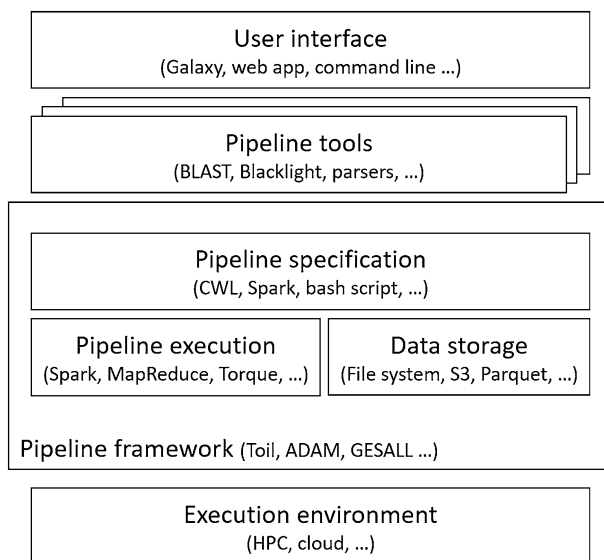 User interface
(Galaxy, web app, command line ...)
Pipeline tools
(BLAST, Blacklight, parsers, ...)
Pipeline specification
(CWL, Spark, bash script, ...)
Pipeline execution
(Spark, MapReduce, Torque, ...)
Data storage
(File system, S3, Parquet, ...)
Pipeline framework (Toil, ADAM, GESALL ...)
Execution environment
(HPC, cloud, ...)